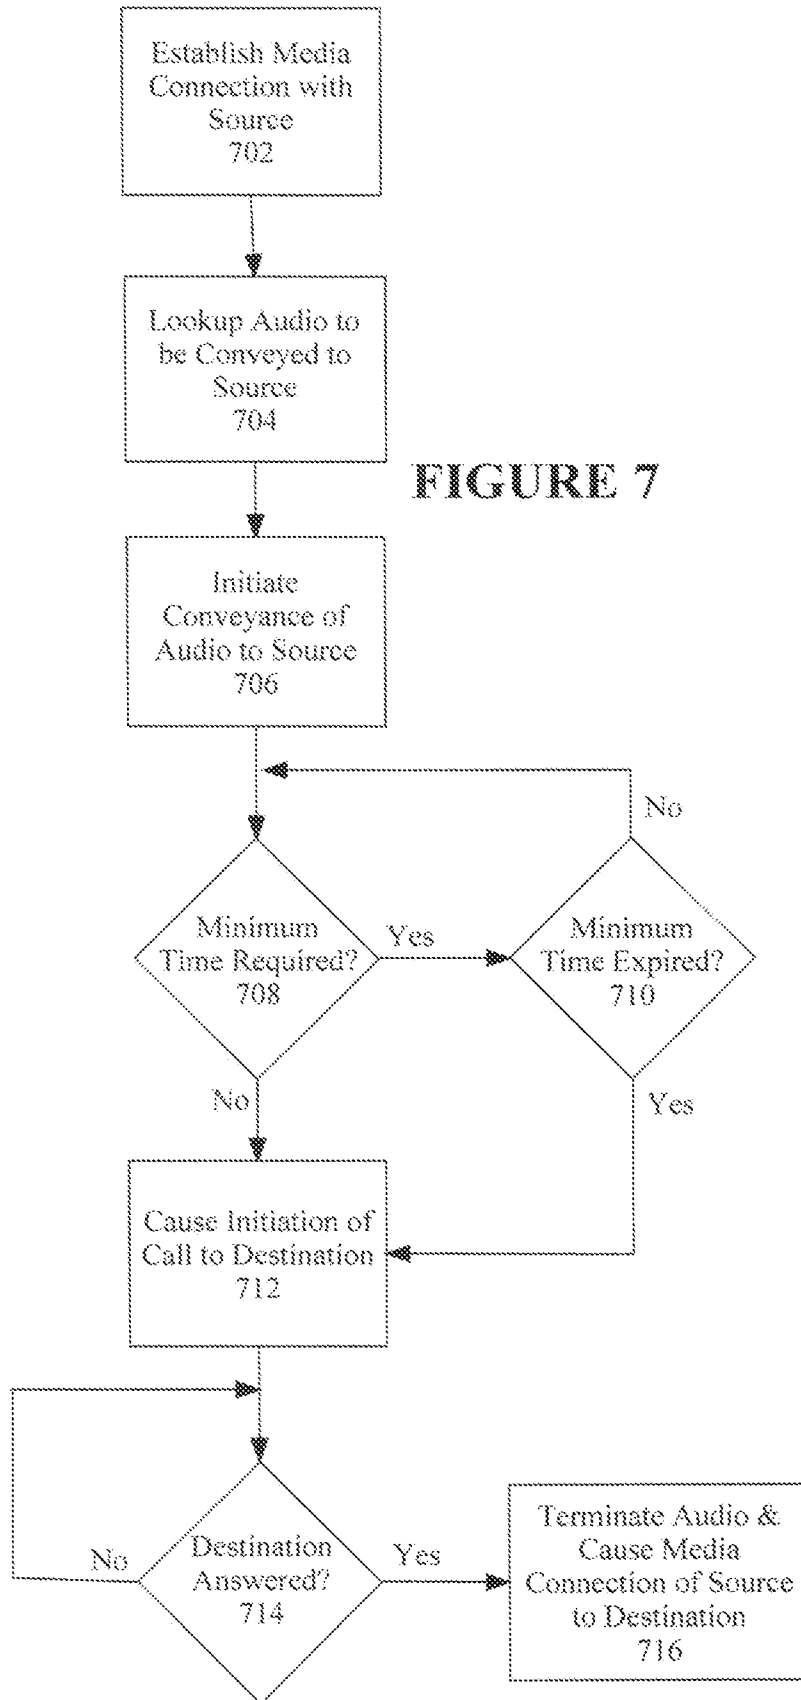 Establish Media
Connection with
Source
702
Lookup Audio to
be Conveyed to
Source
704
FIGURE 7
Initiate
Conveyance of
Audio to Source
706
No
Minimum
Time Required?
708
Yes
Minimum
Time Expired?
710
No
Yes
Cause Initiation of
Call to Destination
712
No
Destination
Answered?
714
Yes
Terminate Audio &
Cause Media
Connection of Source
to Destination
716